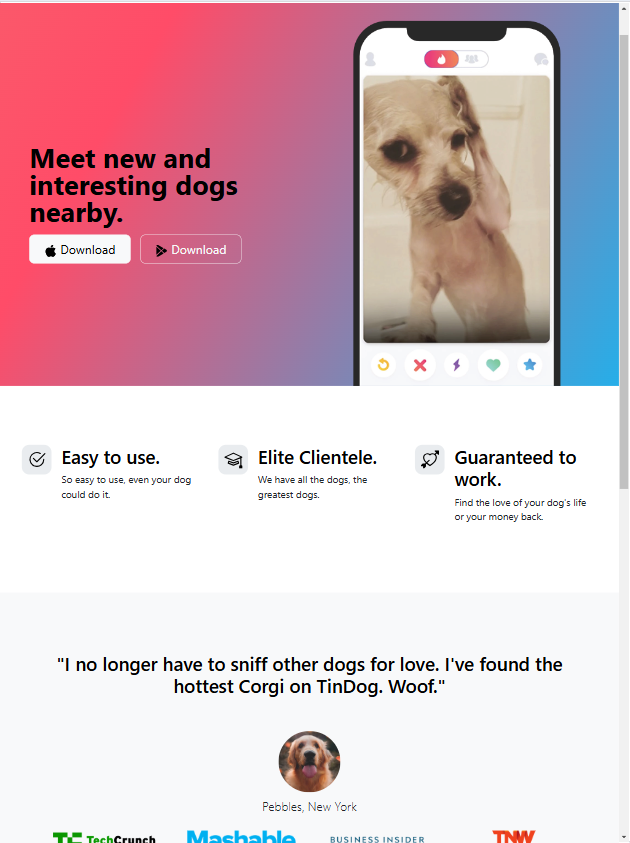 Meet new and
interesting dogs
nearby.
Download
Download
Easy to use.
So easy to use, even your dog
could do it.
Elite Clientele.
We have all the dogs, the
greatest dogs.
Guaranteed to
work.
Find the love of your dog's life
or your money back.
"I no longer have to sniff other dogs for love. I've found the
hottest Corgi on TinDog. Woof."
Pebbles, New York
TC TechCrunch
Mashable
BUSINESS INSIDER
TNW